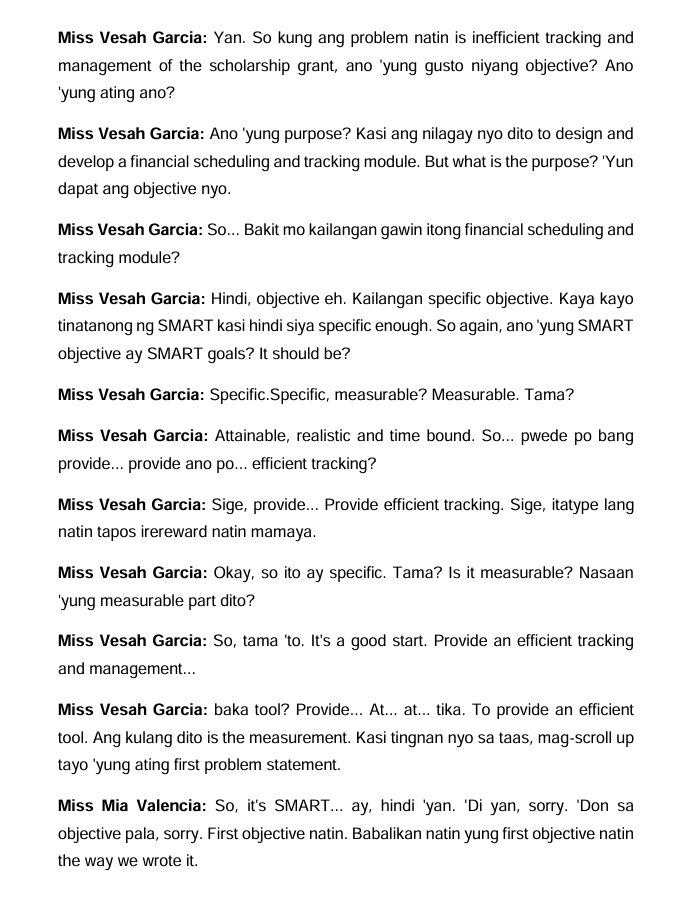 Miss Vesah Garcia: Yan. So kung ang problem natin is inefficient tracking and
management of the scholarship grant, ano 'yung gusto niyang objective? Ano
'yung ating ano?
Miss Vesah Garcia: Ano 'yung purpose? Kasi ang nilagay nyo dito to design and
develop a financial scheduling and tracking module. But what is the purpose? 'Yun
dapat ang objective nyo.
Miss Vesah Garcia: So... Bakit mo kailangan gawin itong financial scheduling and
tracking module?
Miss Vesah Garcia: Hindi, objective eh. Kailangan specific objective. Kaya kayo
tinatanong ng SMART kasi hindi siya specific enough. So again, ano 'yung SMART
objective ay SMART goals? It should be?
Miss Vesah Garcia: Specific.Specific, measurable? Measurable. Tama?
Miss Vesah Garcia: Attainable, realistic and time bound. So... pwede po bang
provide... provide ano po... efficient tracking?
Miss Vesah Garcia: Sige, provide... Provide efficient tracking. Sige, itatype lang
natin tapos irereward natin mamaya.
Miss Vesah Garcia: Okay, so ito ay specific. Tama? Is it measurable? Nasaan
'yung measurable part dito?
Miss Vesah Garcia: So, tama 'to. It's a good start. Provide an efficient tracking
and management...
Miss Vesah Garcia: baka tool? Provide... At... at... tika. To provide an efficient
tool. Ang kulang dito is the measurement. Kasi tingnan nyo sa taas, mag-scroll up
tayo 'yung ating first problem statement.
Miss Mia Valencia: So, it's SMART... ay, hindi 'yan. 'Di yan, sorry. 'Don sa
objective pala, sorry. First objective natin. Babalikan natin yung first objective natin
the way we wrote it.